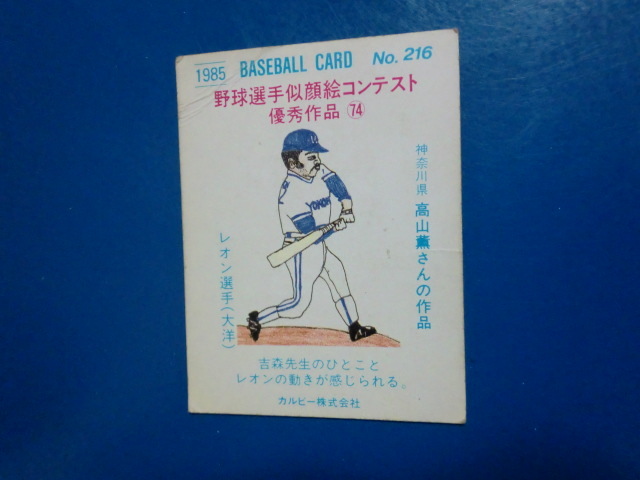 1985 BASEBALL CARD No. 216
野球選手似顔絵コンテスト
優秀作品 74
神奈川県 高山薫さんの作品
YOKOH
レオン選手(大洋)
吉森先生のひとこと
レオンの動きが感じられる。
カルビー株式会社